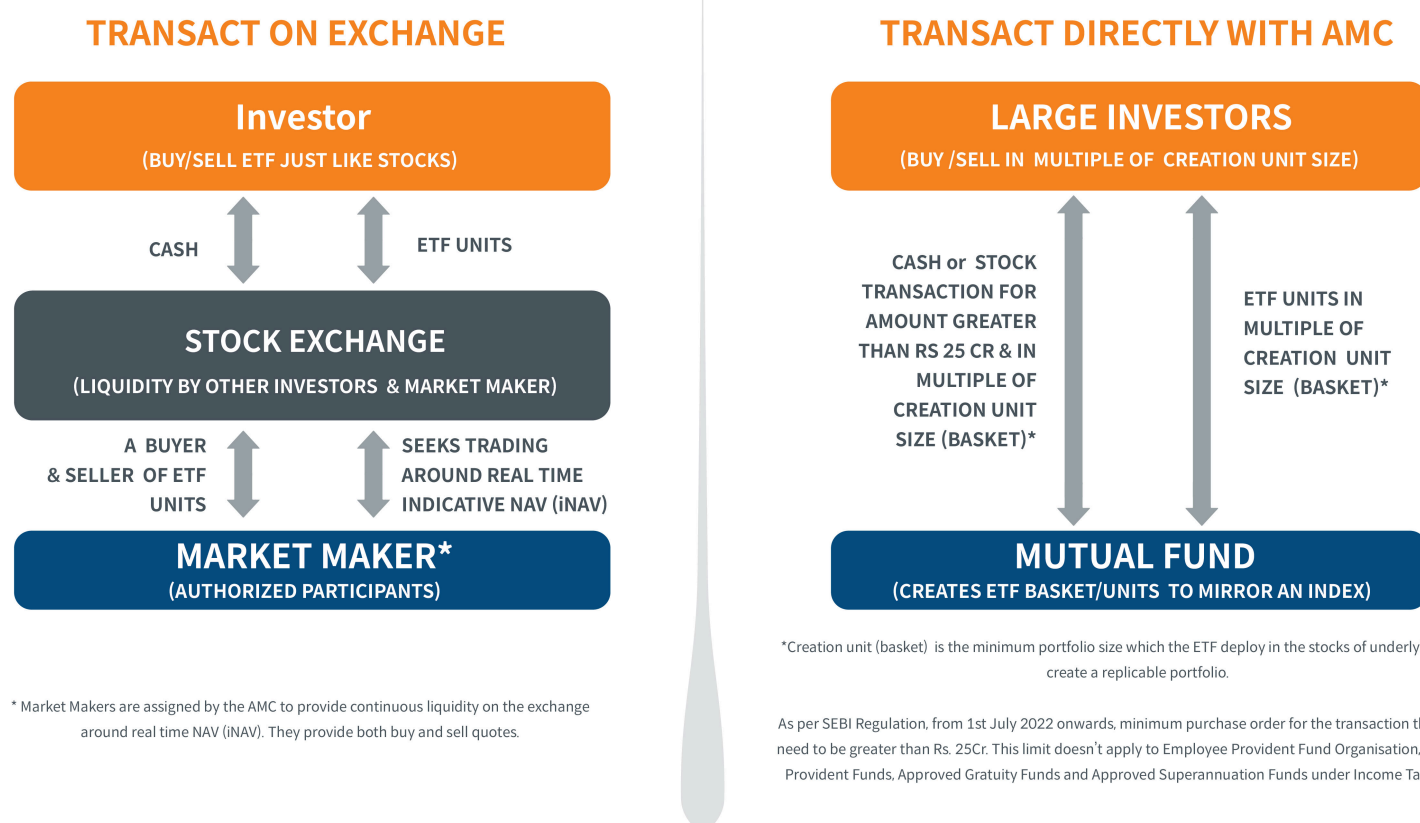 TRANSACT ON EXCHANGE
Investor
(BUY/SELL ETF JUST LIKE STOCKS)
CASH
ETF UNITS
STOCK EXCHANGE
(LIQUIDITY BY OTHER INVESTORS & MARKET MAKER)
A BUYER
& SELLER OF ETF
UNITS
SEEKS TRADING
AROUND REAL TIME
INDICATIVE NAV (iNAV)
MARKET MAKER*
(AUTHORIZED PARTICIPANTS)
* Market Makers are assigned by the AMC to provide continuous liquidity on the exchange
around real time NAV (iNAV). They provide both buy and sell quotes.
TRANSACT DIRECTLY WITH AMC
LARGE INVESTORS
(BUY /SELL IN MULTIPLE OF CREATION UNIT SIZE)
CASH or STOCK
TRANSACTION FOR
AMOUNT GREATER
THAN RS 25 CR & IN
MULTIPLE OF
CREATION UNIT
SIZE (BASKET)*
ETF UNITS IN
MULTIPLE OF
CREATION UNIT
SIZE (BASKET)*
MUTUAL FUND
(CREATES ETF BASKET/UNITS TO MIRROR AN INDEX)
*Creation unit (basket) is the minimum portfolio size which the ETF deploy in the stocks of
create a replicable portfolio.
As per SEBI Regulation, from 1st July 2022 onwards, minimum purchase order for the transaction
need to be greater than Rs. 25Cr. This limit doesn't apply to Employee Provident Fund Organisation,
Provident Funds, Approved Gratuity Funds and Approved Superannuation Funds under Income